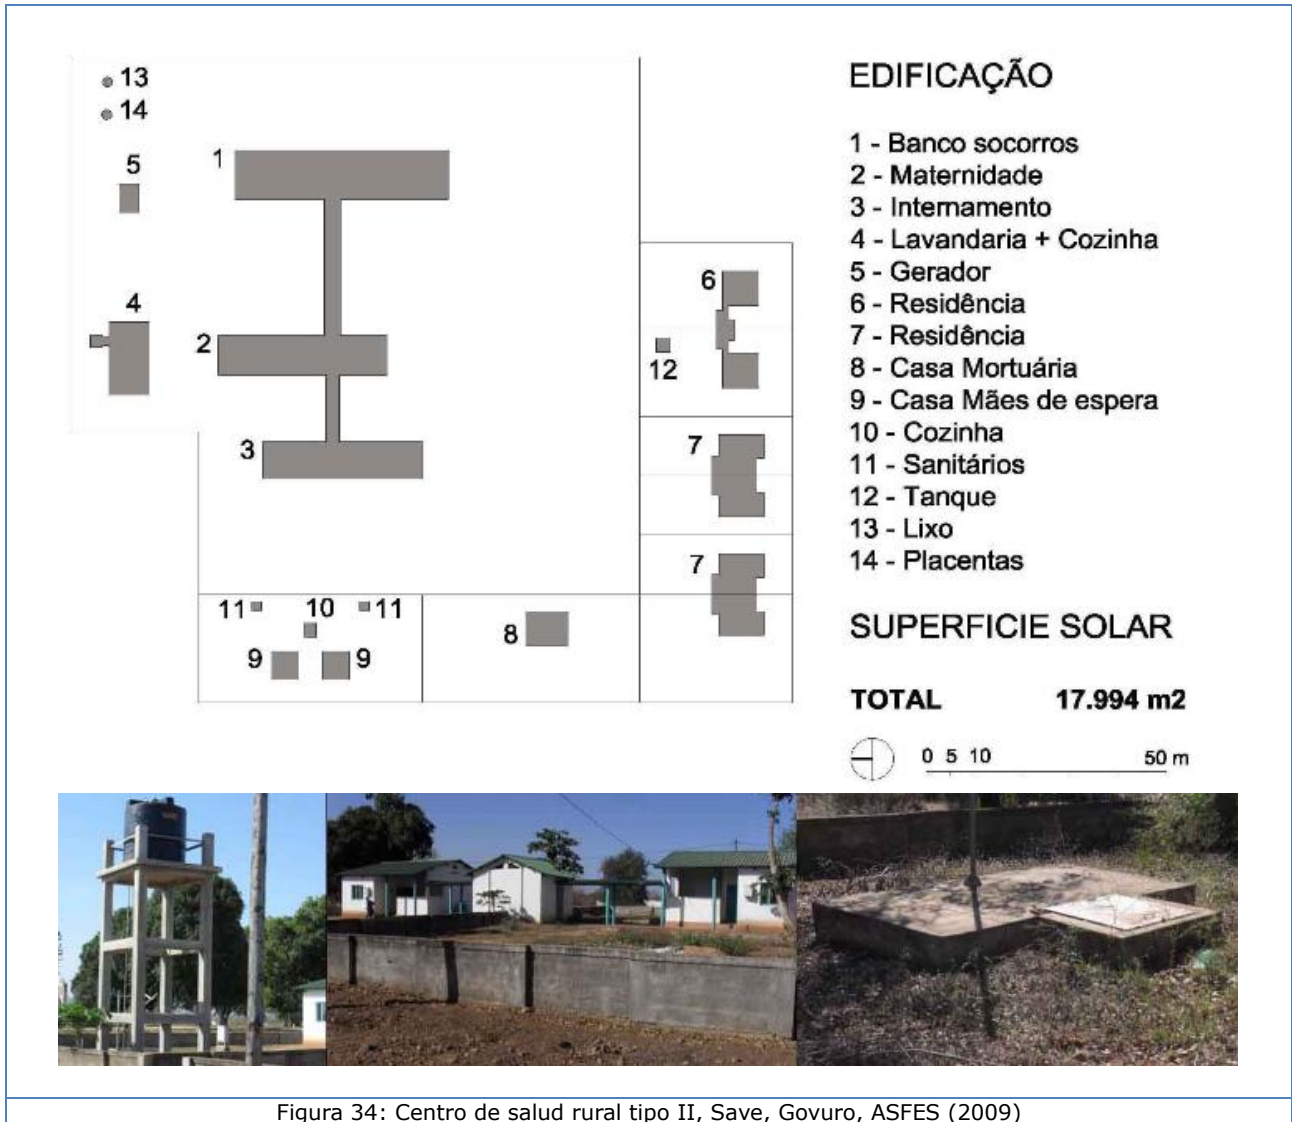 13
14
5
1
4
2
3
6
12
7
7
11 10 11
9 9
8
EDIFICAÇÃO
1 - Banco socorros
2 - Maternidade
3 - Internamento
4 - Lavandaria + Cozinha
5 - Gerador
6 - Residência
7 - Residência
8 - Casa Mortuária
9 - Casa Mães de espera
10 - Cozinha
11 - Sanitários
12 - Tanque
13 - Lixo
14 - Placentas
SUPERFICIE SOLAR
TOTAL 17.994 m2
0 5 10 50 m
Figura 34: Centro de salud rural tipo II, Save, Govuro, ASFES (2009)